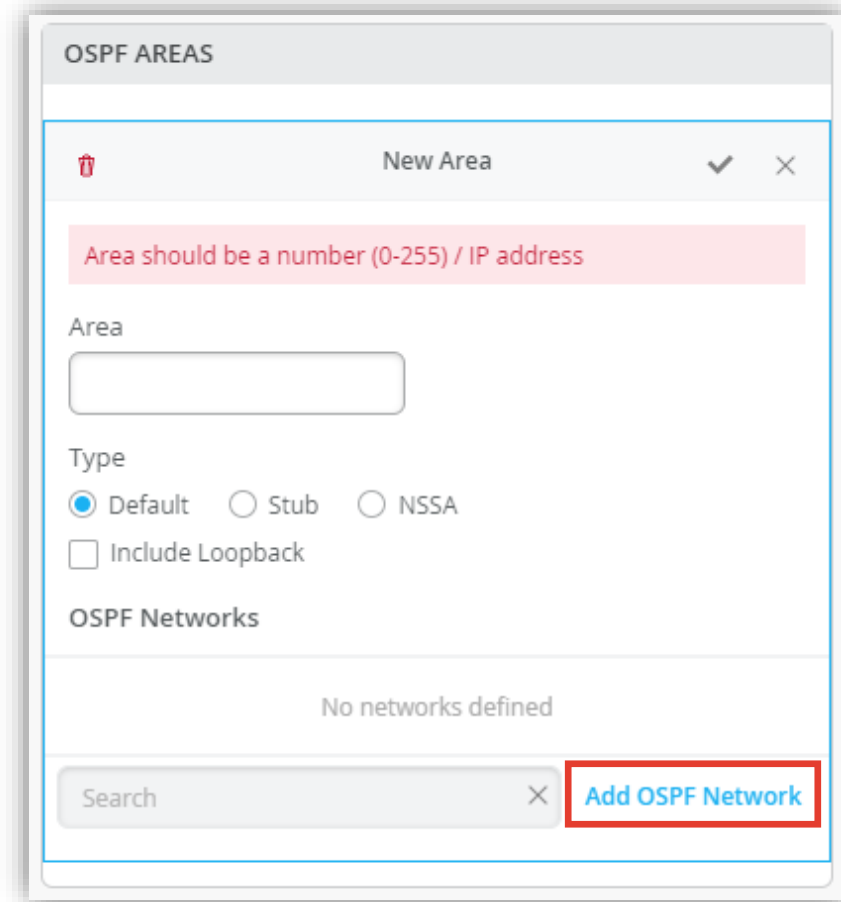 OSPF AREAS
New Area
Area should be a number (0-255) / IP address
Area
Type
Default Stub NSSA
Include Loopback
OSPF Networks
No networks defined
Search Add OSPF Network